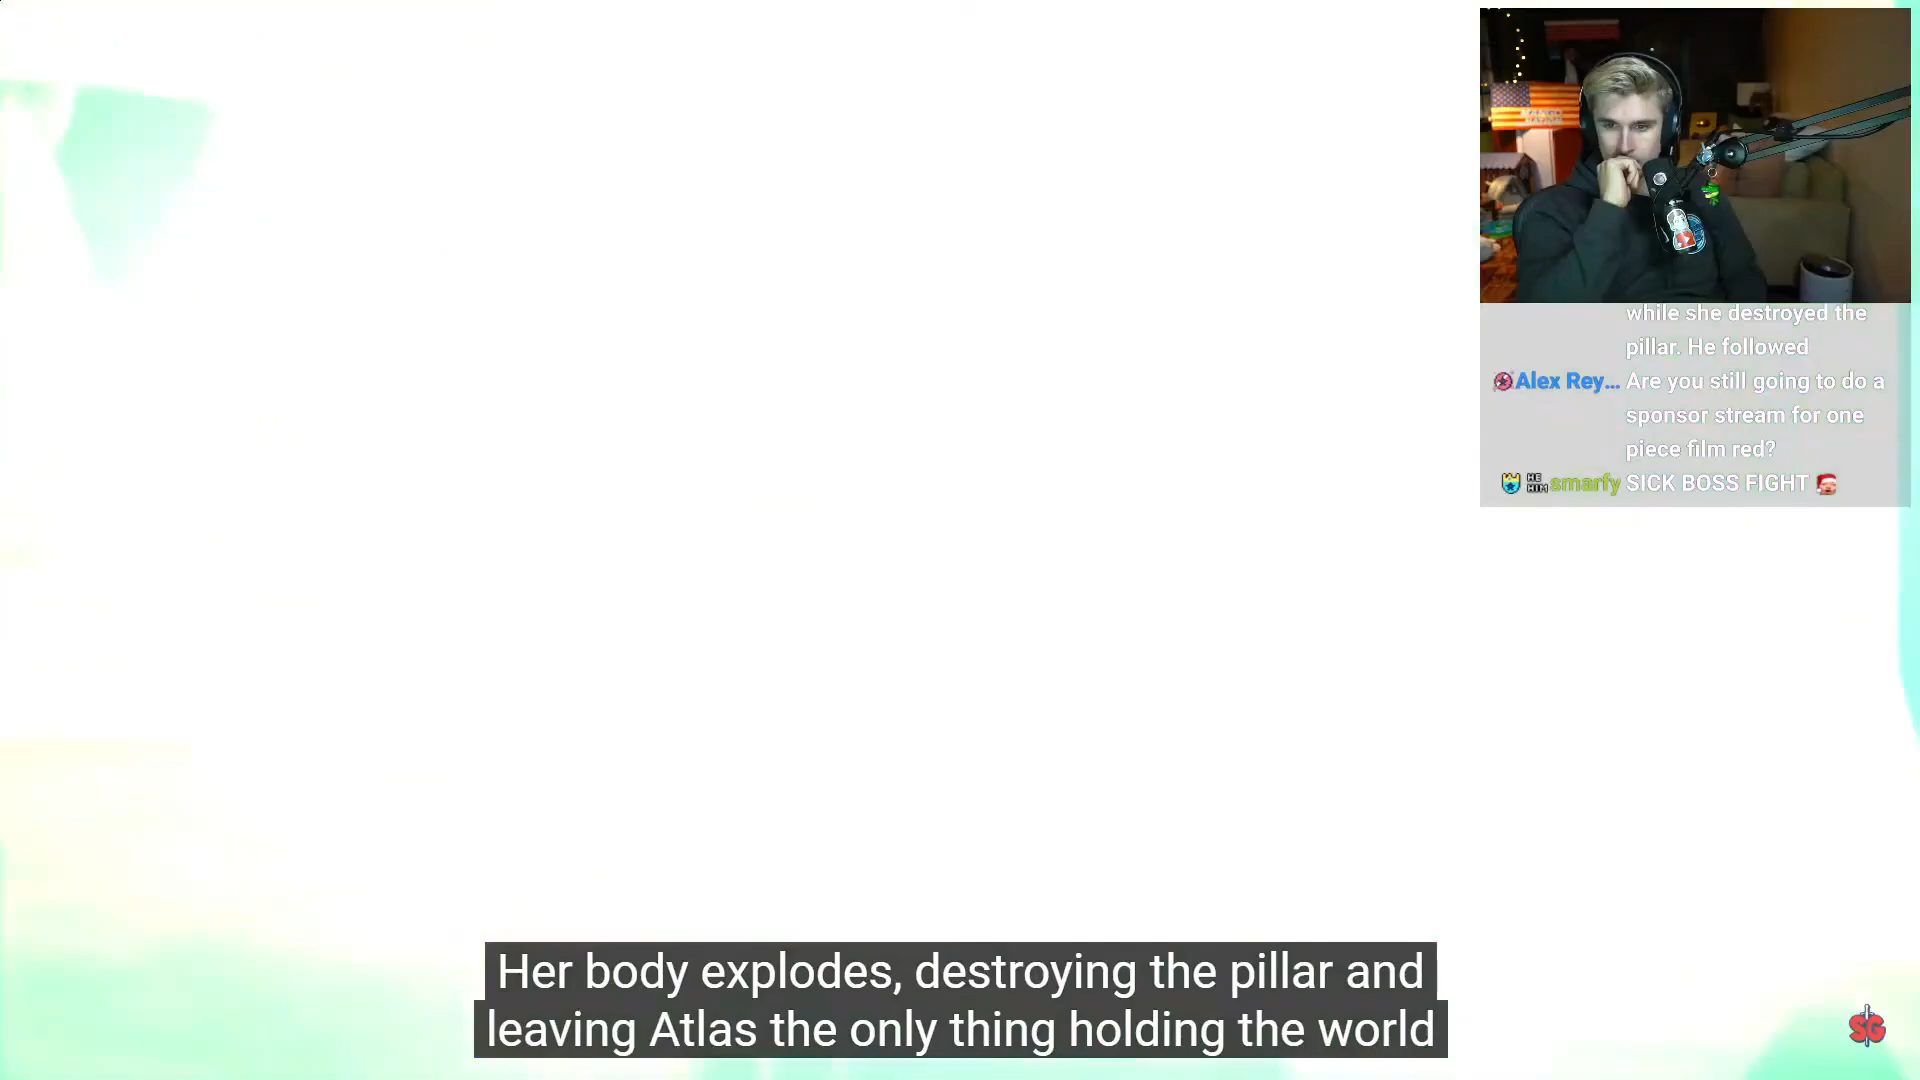 while she destroyed the
pillar. He followed
Alex Rey... Are you still going to do a
sponsor stream for one
piece film red?
HE
HIM
smarfy SICK BOSS FIGHT
Her body explodes, destroying the pillar and
leaving Atlas the only thing holding the world
SG